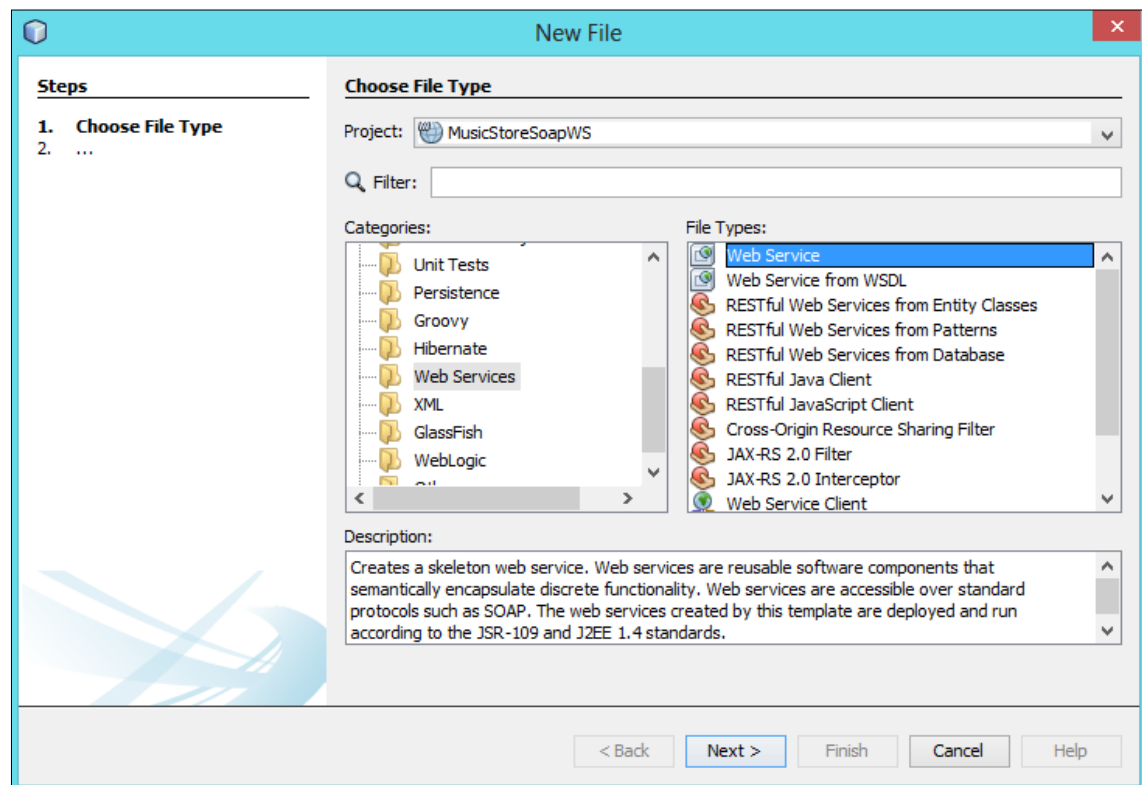 New File
Steps
1. Choose File Type
2. ...
Choose File Type
Project: MusicStoreSoapWS
Filter:
Categories:
Unit Tests
Persistence
Groovy
Hibernate
Web Services
XML
GlassFish
WebLogic
File Types:
Web Service
Web Service from WSDL
RESTful Web Services from Entity Classes
RESTful Web Services from Patterns
RESTful Web Services from Database
RESTful Java Client
RESTful JavaScript Client
Cross-Origin Resource Sharing Filter
JAX-RS 2.0 Filter
JAX-RS 2.0 Interceptor
Web Service Client
Description:
Creates a skeleton web service. Web services are reusable software components that
semantically encapsulate discrete functionality. Web services are accessible over standard
protocols such as SOAP. The web services created by this template are deployed and run
according to the JSR-109 and J2EE 1.4 standards.
< Back Next > Finish Cancel Help